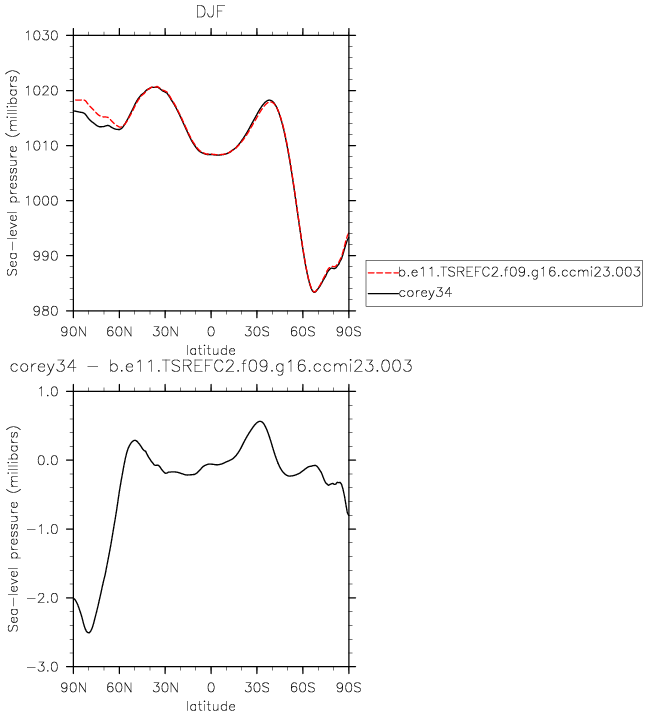 DJF
1030
1020
1010
1000
990
980
Sea-level pressure (millibars)
90N 60N 30N 0 30S 60S 90S
latitude
b.e11.TSREFC2.f09.g16.ccmi23.003
corey34
corey34 - b.e11.TSREFC2.f09.g16.ccmi23.003
1.0
0.0
-1.0
-2.0
-3.0
Sea-level pressure (millibars)
90N 60N 30N 0 30S 60S 90S
latitude